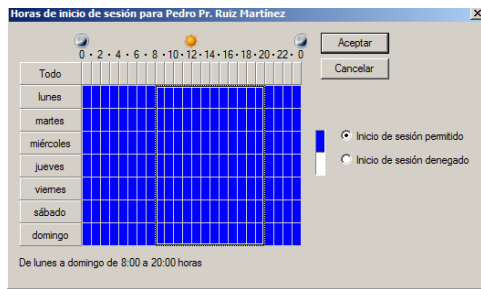 Horas de inicio de sesión para Pedro Pr. Ruiz Martínez
0 · 2 · 4 · 6 · 8 · 10 · 12 · 14 · 16 · 18 · 20 · 22 · 0
Aceptar
Cancelar
Todo
lunes
martes
miércoles
jueves
viernes
sábado
domingo
Inicio de sesión permitido
Inicio de sesión denegado
De lunes a domingo de 8:00 a 20:00 horas